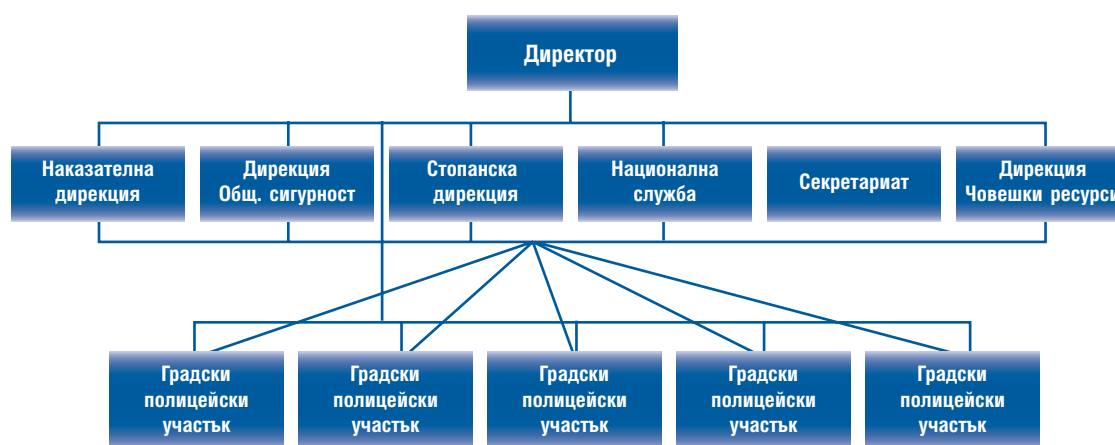 Директор
Наказателна
дирекция
Дирекция
Общ. сигурност
Стопанска
дирекция
Национална
служба
Секретариат
Дирекция
Човешки ресурси
Градски
полицейски
участък
Градски
полицейски
участък
Градски
полицейски
участък
Градски
полицейски
участък
Градски
полицейски
участък